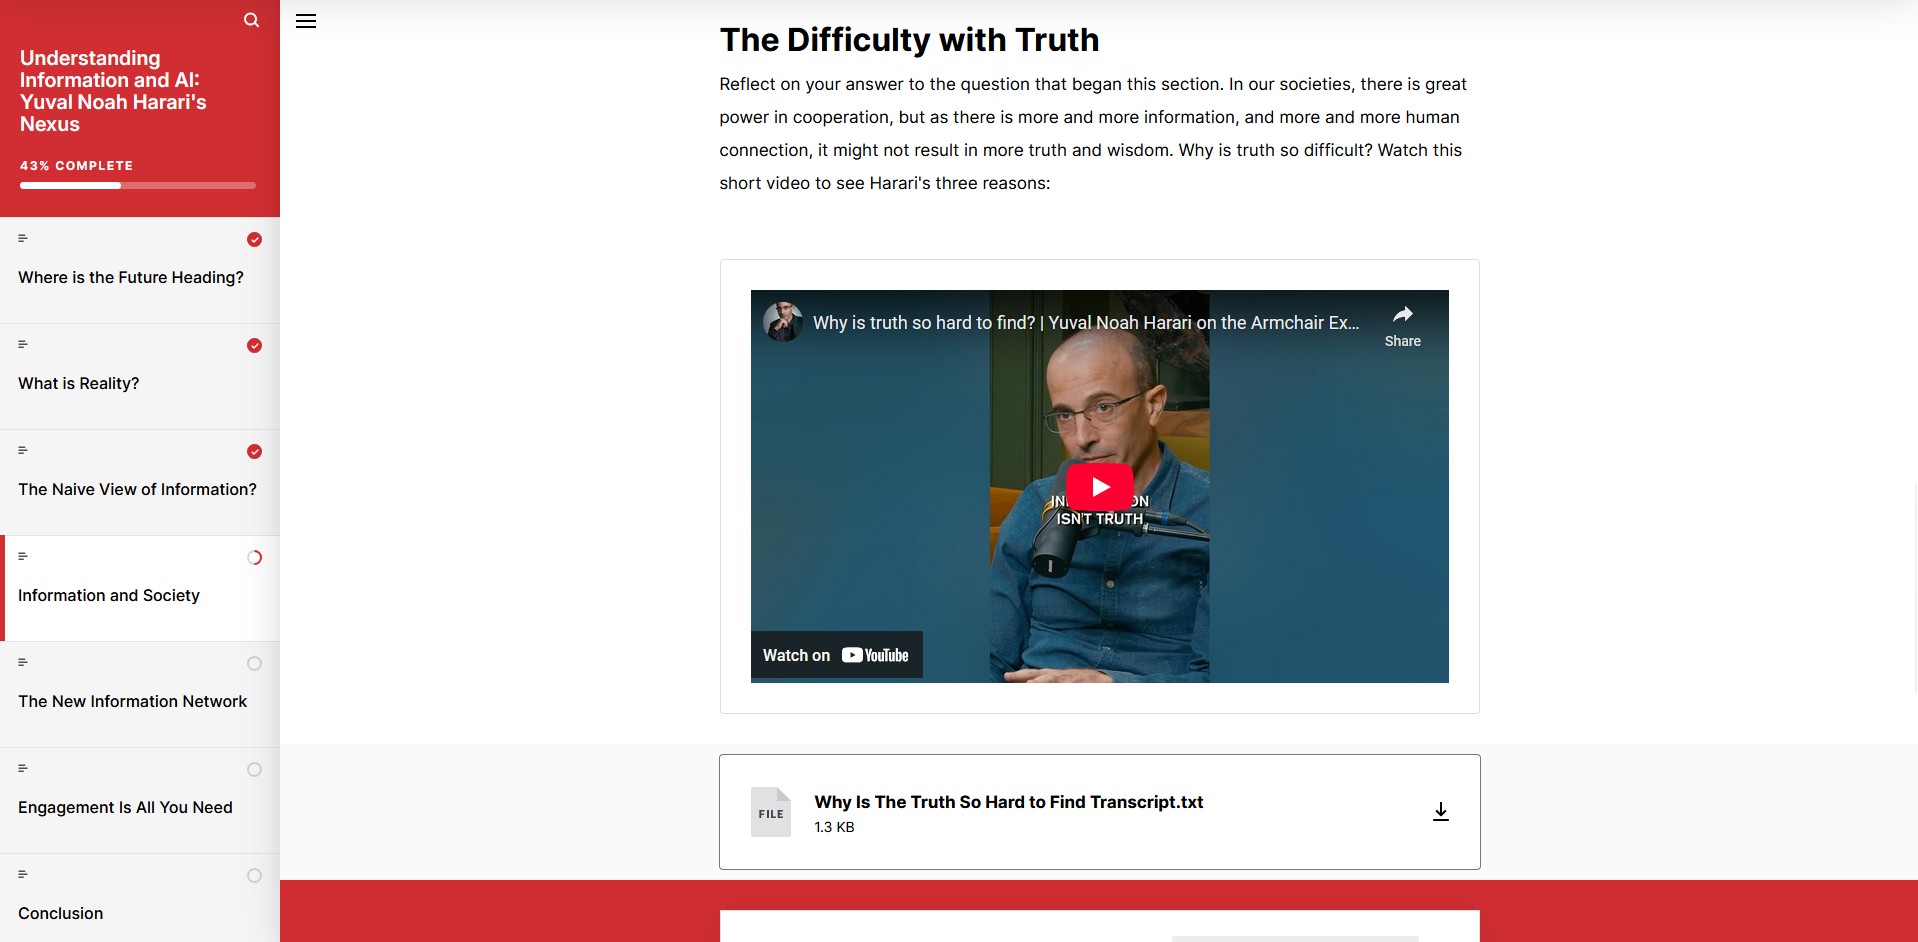 Understanding
Information and AI:
Yuval Noah Harari's
Nexus
43% COMPLETE
Where is the Future Heading?
What is Reality?
The Naive View of Information?
Information and Society
The New Information Network
Engagement Is All You Need
Conclusion
The Difficulty with Truth
Reflect on your answer to the question that began this section. In our societies, there is great
power in cooperation, but as there is more and more information, and more and more human
connection, it might not result in more truth and wisdom. Why is truth so difficult? Watch this
short video to see Harari's three reasons:
Why is truth so hard to find? | Yuval Noah Harari on the Armchair Ex...
Share
ISN'T TRUTH,
Watch on YouTube
FILE
Why Is The Truth So Hard to Find Transcript.txt
1.3 KB